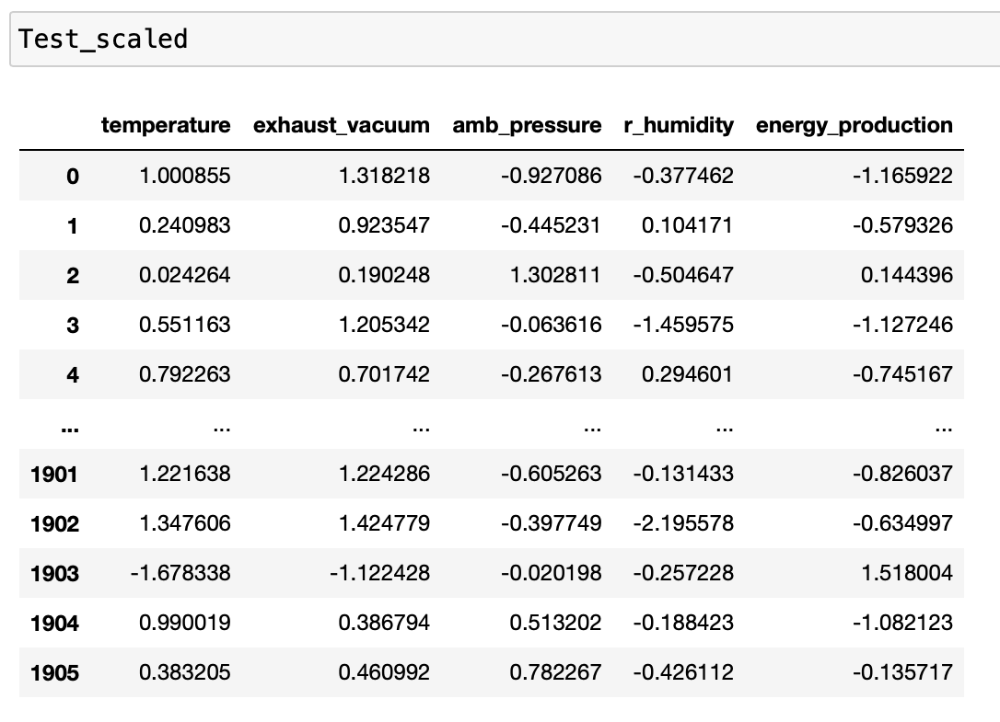 Test_scaled
temperature exhaust_vacuum amb_pressure r_humidity energy_production
0 1.000855 1.318218 -0.927086 -0.377462 -1.165922
1 0.240983 0.923547 -0.445231 0.104171 -0.579326
2 0.024264 0.190248 1.302811 -0.504647 0.144396
3 0.551163 1.205342 -0.063616 -1.459575 -1.127246
4 0.792263 0.701742 -0.267613 0.294601 -0.745167
... ... ... ... ... ...
1901 1.221638 1.224286 -0.605263 -0.131433 -0.826037
1902 1.347606 1.424779 -0.397749 -2.195578 -0.634997
1903 -1.678338 -1.122428 -0.020198 -0.257228 1.518004
1904 0.990019 0.386794 0.513202 -0.188423 -1.082123
1905 0.383205 0.460992 0.782267 -0.426112 -0.135717